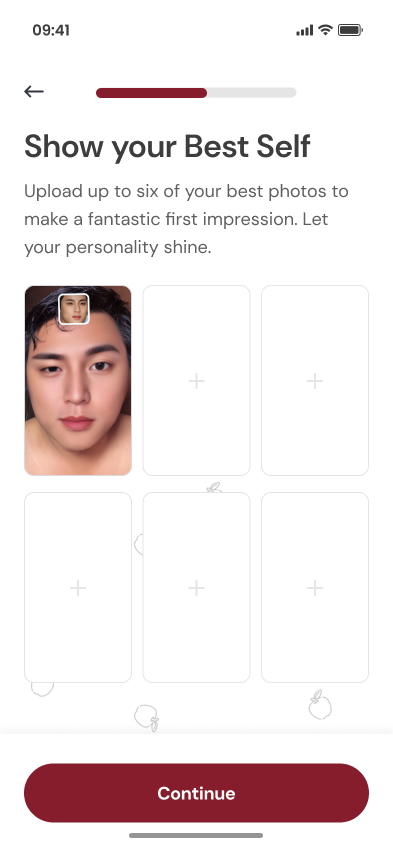 09:41
Show your Best Self
Upload up to six of your best photos to
make a fantastic first impression. Let
your personality shine.
Continue